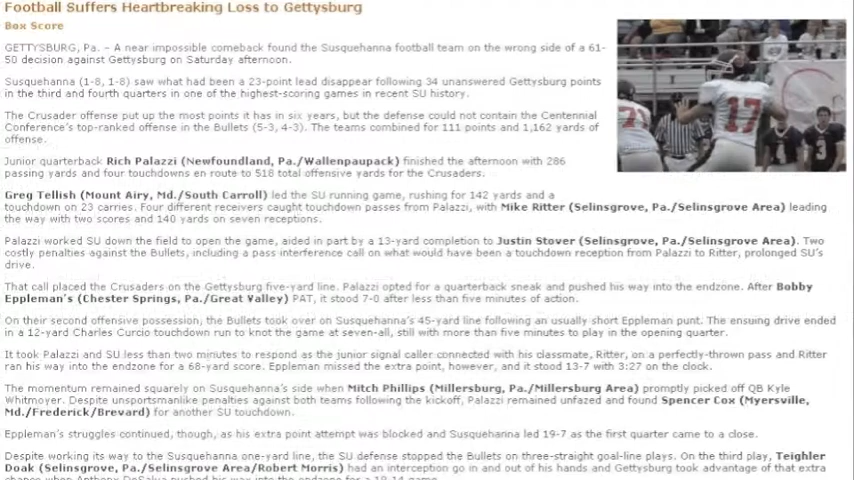 Football Suffers Heartbreaking Loss to Gettysburg
Box Score
GETTYSBURG, Pa. – A near impossible comeback found the Susquehanna football team on the wrong side of a 61-
50 decision against Gettysburg on Saturday afternoon.
Susquehanna (1-8, 1-8) saw what had been a 23-point lead disappear following 34 unanswered Gettysburg points
in the third and fourth quarters in one of the highest-scoring games in recent SU history.
The Crusader offense put up the most points it has in six years, but the defense could not contain the Centennial
Conference's top-ranked offense in the Bullets (5-3, 4-3). The teams combined for 111 points and 1,162 yards of
offense.
Junior quarterback Rich Palazzi (Newfoundland, Pa./Wallenpaupack) finished the afternoon with 286
passing yards and four touchdowns en route to 518 total offensive yards for the Crusaders.
Greg Tellish (Mount Airy, Md./South Carroll) led the SU running game, rushing for 142 yards and a
touchdown on 23 carries. Four different receivers caught touchdown passes from Palazzi, with Mike Ritter (Selinsgrove, Pa./Selinsgrove Area) leading
the way with two scores and 140 yards on seven receptions.
Palazzi worked SU down the field to open the game, aided in part by a 13-yard completion to Justin Stover (Selinsgrove, Pa./Selinsgrove Area). Two
costly penalties against the Bullets, including a pass interference call on what would have been a touchdown reception from Palazzi to Ritter, prolonged SU's
drive.
That call placed the Crusaders on the Gettysburg five-yard line. Palazzi opted for a quarterback sneak and pushed his way into the endzone. After Bobby
Eppleman's (Chester Springs, Pa./Great Valley) PAT, it stood 7-0 after less than five minutes of action.
On their second offensive possession, the Bullets took over on Susquehanna's 45-yard line following an usually short Eppleman punt. The ensuing drive ended
in a 12-yard Charles Curcio touchdown run to knot the game at seven-all, still with more than five minutes to play in the opening quarter.
It took Palazzi and SU less than two minutes to respond as the junior signal caller connected with his classmate, Ritter, on a perfectly-thrown pass and Ritter
ran his way into the endzone for a 68-yard score. Eppleman missed the extra point, however, and it stood 13-7 with 3:27 on the clock.
The momentum remained squarely on Susquehanna's side when Mitch Phillips (Millersburg, Pa./Millersburg Area) promptly picked off QB Kyle
Whitmoyer. Despite unsportsmanlike penalties against both teams following the kickoff, Palazzi remained unfazed and found Spencer Cox (Myersville,
Md./Frederick/Brevard) for another SU touchdown.
Eppleman's struggles continued, though, as his extra point attempt was blocked and Susquehanna led 19-7 as the first quarter came to a close.
Despite working its way to the Susquehanna one-yard line, the SU defense stopped the Bullets on three-straight goal-line plays. On the third play, Teighler
Doak (Selinsgrove, Pa./Selinsgrove Area/Robert Morris) had an interception go in and out of his hands and Gettysburg took advantage of that extra
chance when Anthony DeSalva pushed his way into the endzone for a 19-14 game.
17
4
3